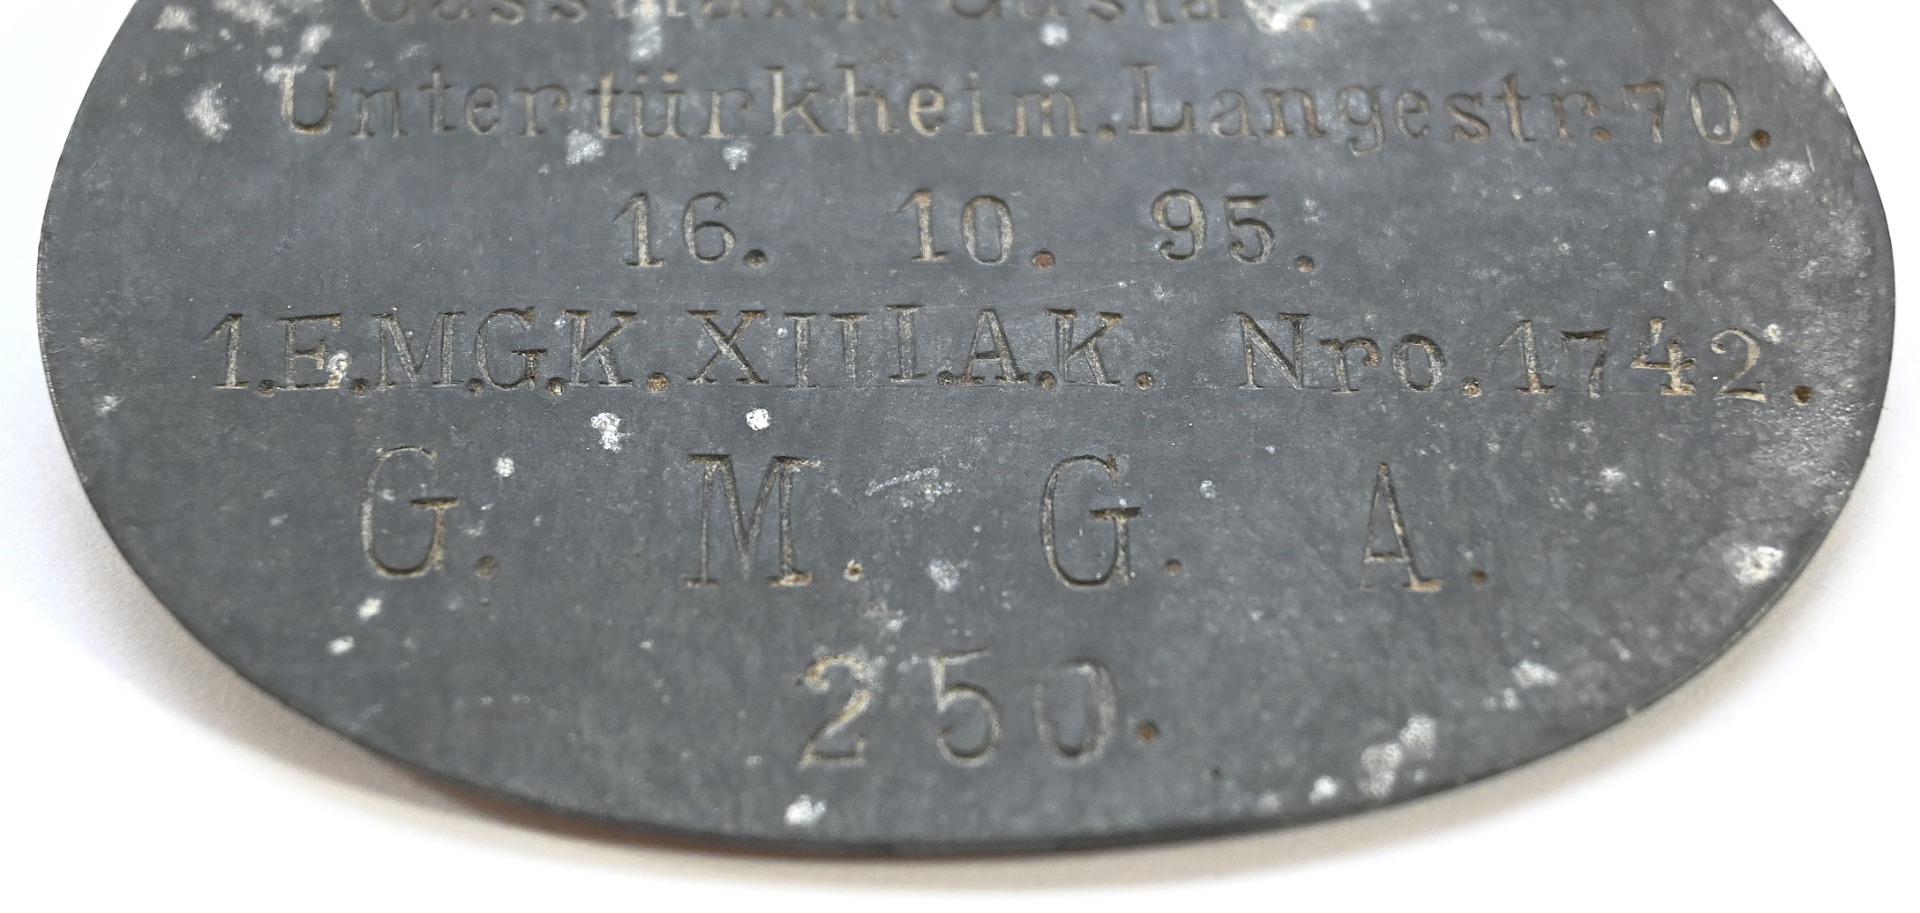 Untertürkheim.Langestr.70.
16. 10. 95.
1.E.M.G.K.XIII.A.K. Nro.1742.
G. M. G. A.
250.